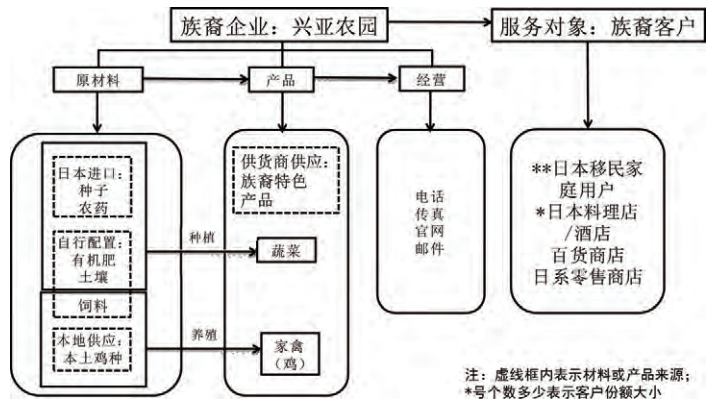 族裔企业：兴亚农园
服务对象：族裔客户
原材料
产品
经营
日本进口：
种子
农药
自行配置：
有机肥
土壤
饲料
本地供应：
本土鸡种
种植
养殖
供货商供应：
族裔特色
产品
蔬菜
家禽
（鸡）
电话
传真
官网
邮件
**日本移民家
庭用户
*日本料理店
/酒店
百货商店
日系零售商店
注：虚线框内表示材料或产品来源；
*号个数多少表示客户份额大小